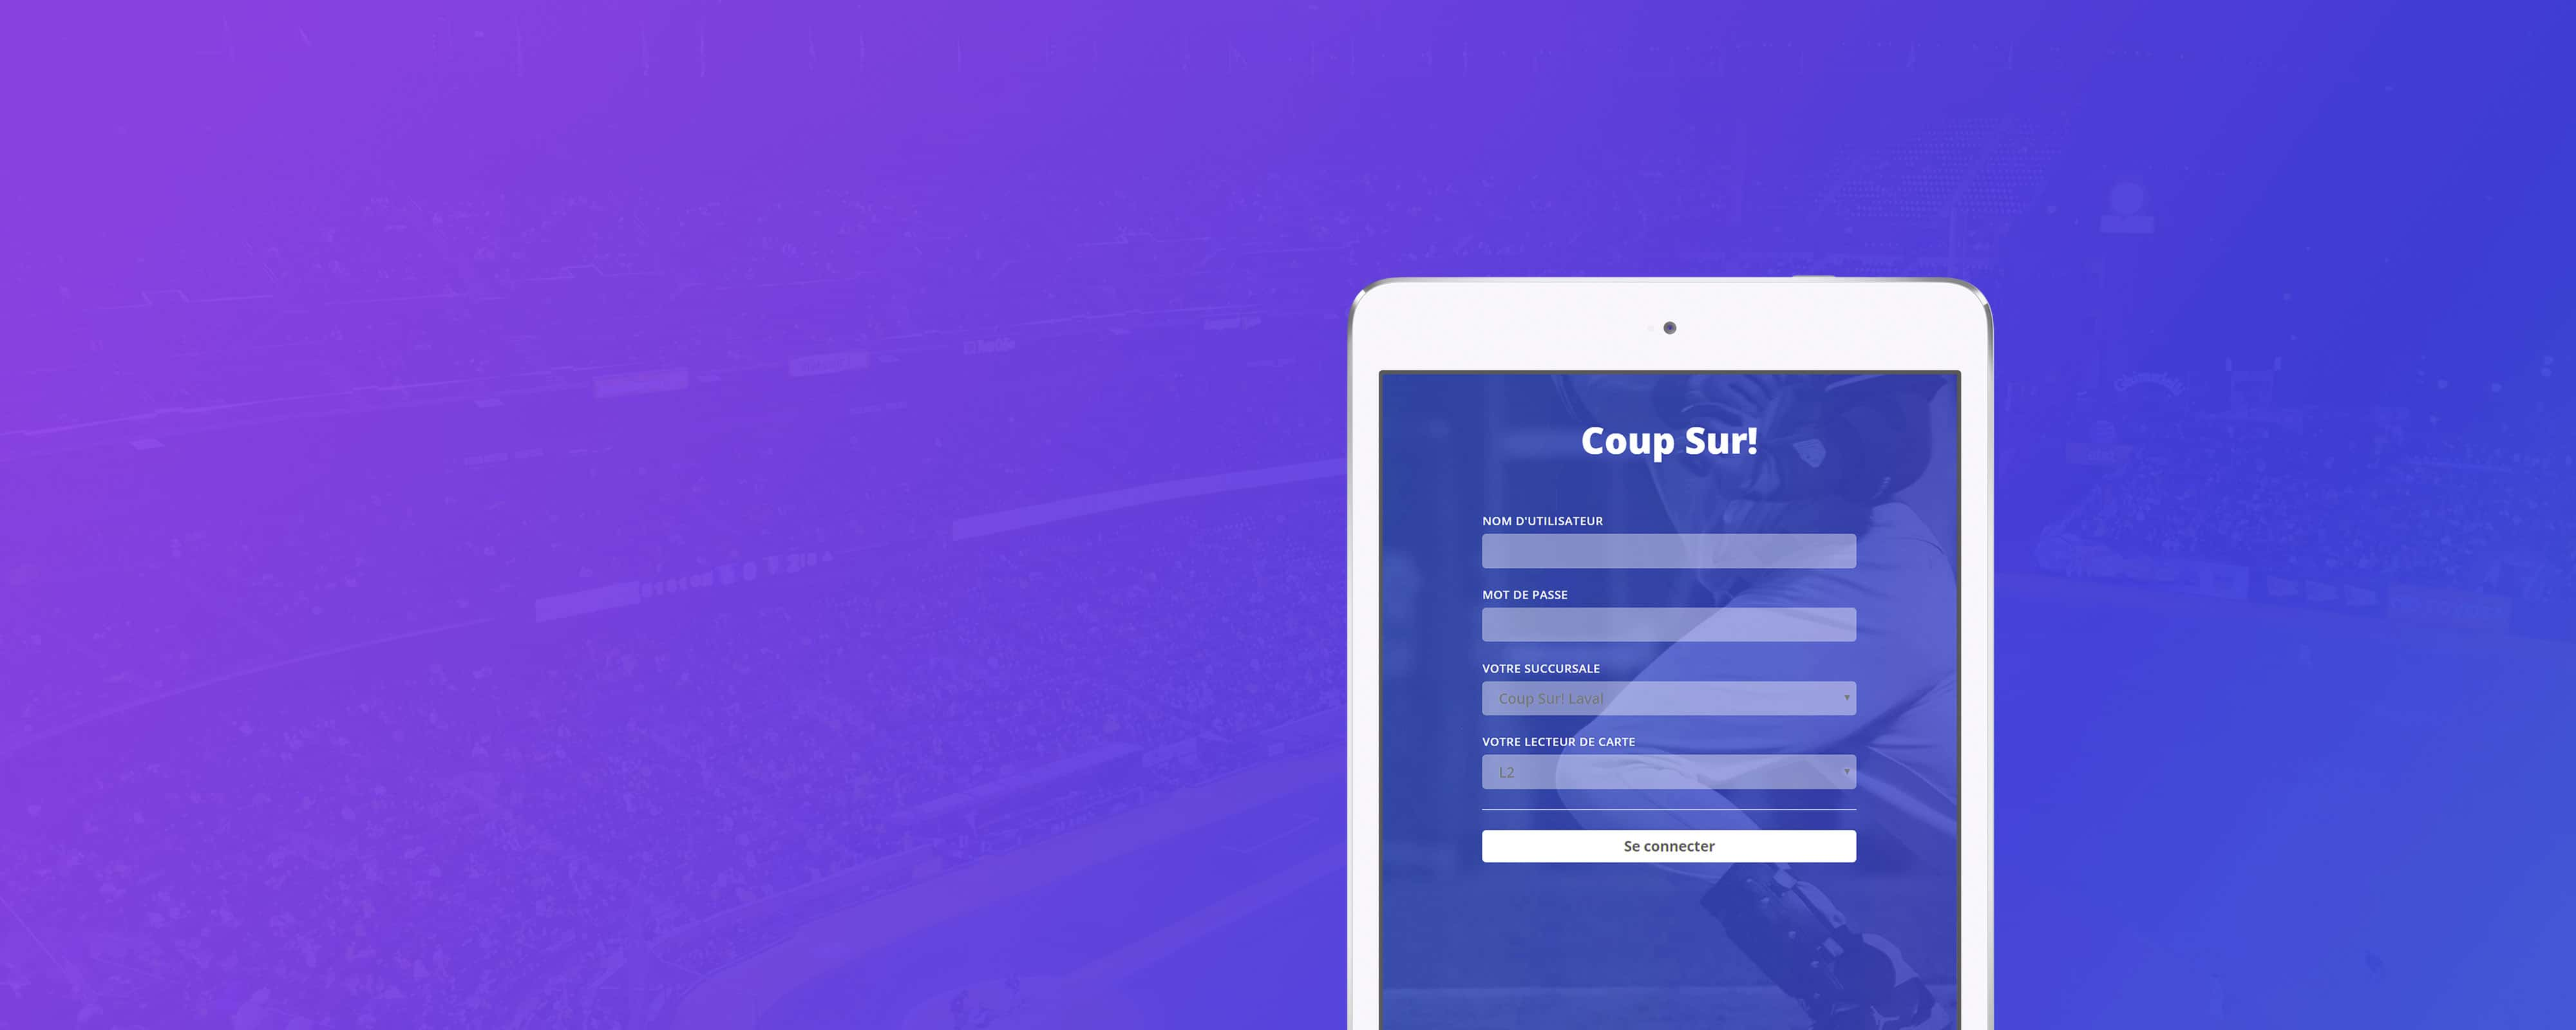 Coup Sur!
NOM D'UTILISATEUR
MOT DE PASSE
VOTRE SUCCURSALE
Coup Sur! Laval
VOTRE LECTEUR DE CARTE
L2
Se connecter